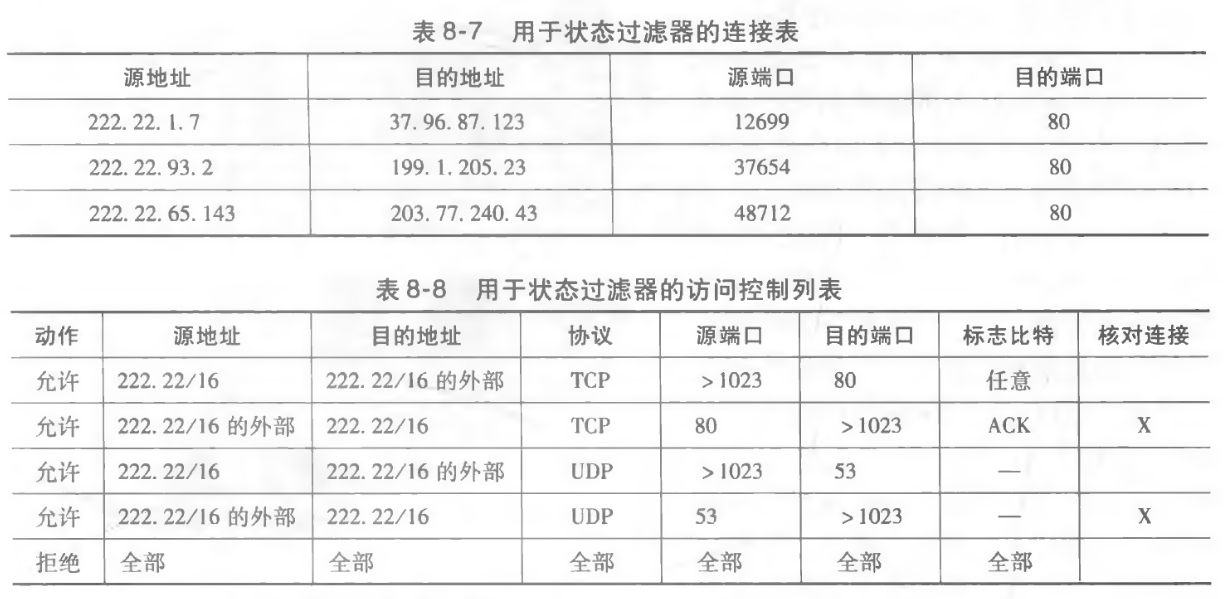 表 8-7 用于状态过滤器的连接表
源地址 目的地址 源端口 目的端口
222. 22. 1. 7 37. 96. 87. 123 12699 80
222. 22. 93. 2 199. 1. 205. 23 37654 80
222. 22. 65. 143 203. 77. 240. 43 48712 80
表 8-8 用于状态过滤器的访问控制列表
动作 源地址 目的地址 协议 源端口 目的端口 标志比特 核对连接
允许 222. 22/16 222. 22/16 的外部 TCP >1023 80 任意
允许 222. 22/16 的外部 222. 22/16 TCP 80 >1023 ACK X
允许 222. 22/16 222. 22/16 的外部 UDP >1023 53 —
允许 222. 22/16 的外部 222. 22/16 UDP 53 >1023 — X
拒绝 全部 全部 全部 全部 全部 全部